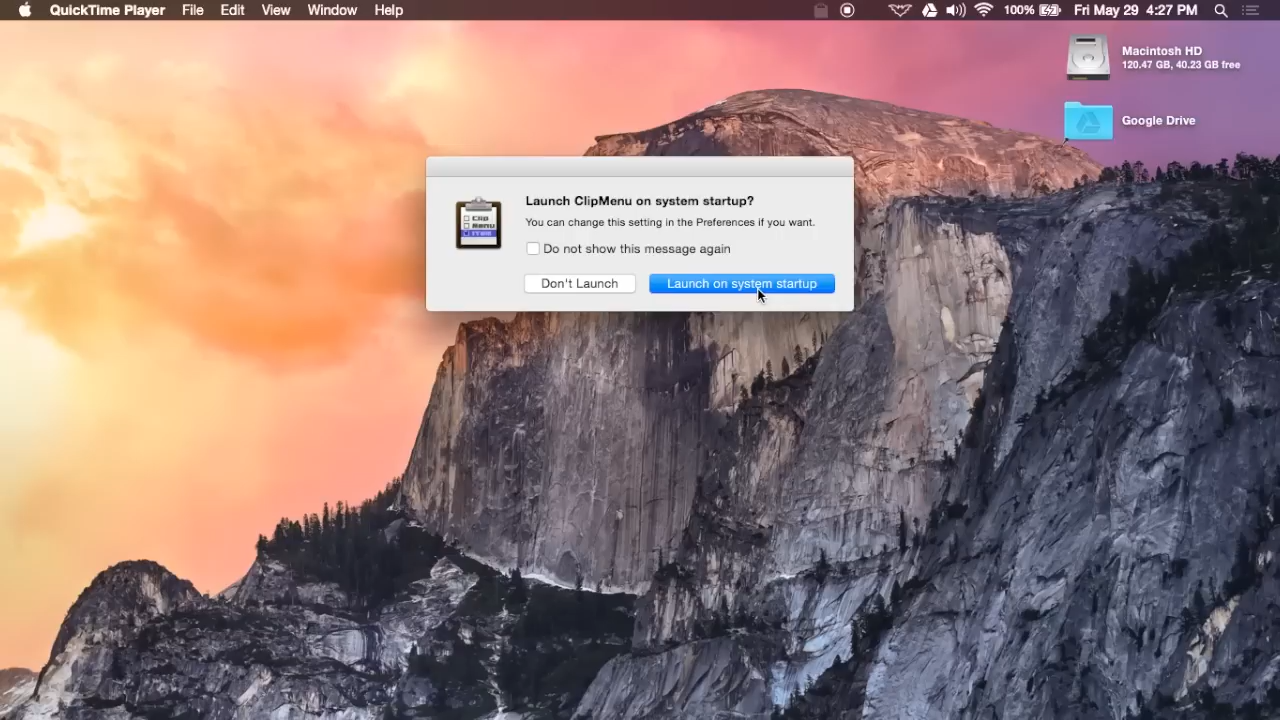 QuickTime Player File Edit View Window Help 100% Fri May 29 4:27 PM
Macintosh HD
120.47 GB, 40.23 GB free
Google Drive
Launch ClipMenu on system startup?
You can change this setting in the Preferences if you want.
Do not show this message again
Don't Launch Launch on system startup
Clip
Menu